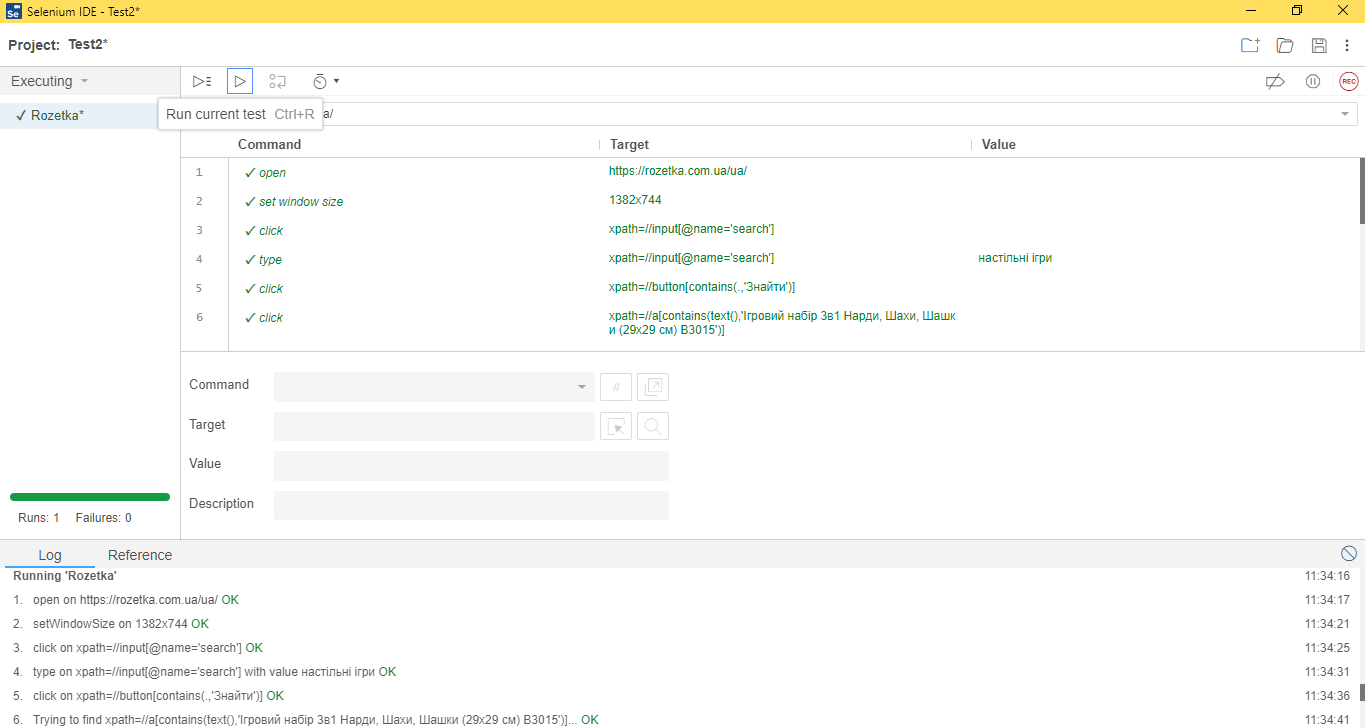 Selenium IDE - Test2*
Project: Test2*
Executing
Run current test Ctrl+R
a/
✓ Rozetka*
Command Target Value
1 ✓ open https://rozetka.com.ua/ua/
2 ✓ set window size 1382x744
3 ✓ click xpath=//input[@name='search']
4 ✓ type xpath=//input[@name='search'] настільні ігри
5 ✓ click xpath=//button[contains(.,'Знайти')]
6 ✓ click xpath=//a[contains(text(),'Ігровий набір 3в1 Нарди, Шахи, Шашк
и (29х29 см) B3015')]
Command
//
Target
Value
Description
Runs: 1 Failures: 0
Log Reference
Running 'Rozetka' 11:34:16
1. open on https://rozetka.com.ua/ua/ OK 11:34:17
2. setWindowSize on 1382x744 OK 11:34:21
3. click on xpath=//input[@name='search'] OK 11:34:25
4. type on xpath=//input[@name='search'] with value настільні ігри OK 11:34:31
5. click on xpath=//button[contains(.,'Знайти')] OK 11:34:36
6. Trying to find xpath=//a[contains(text(),'Ігровий набір 3в1 Нарди, Шахи, Шашки (29х29 см) B3015')]... OK 11:34:41
Se
REC